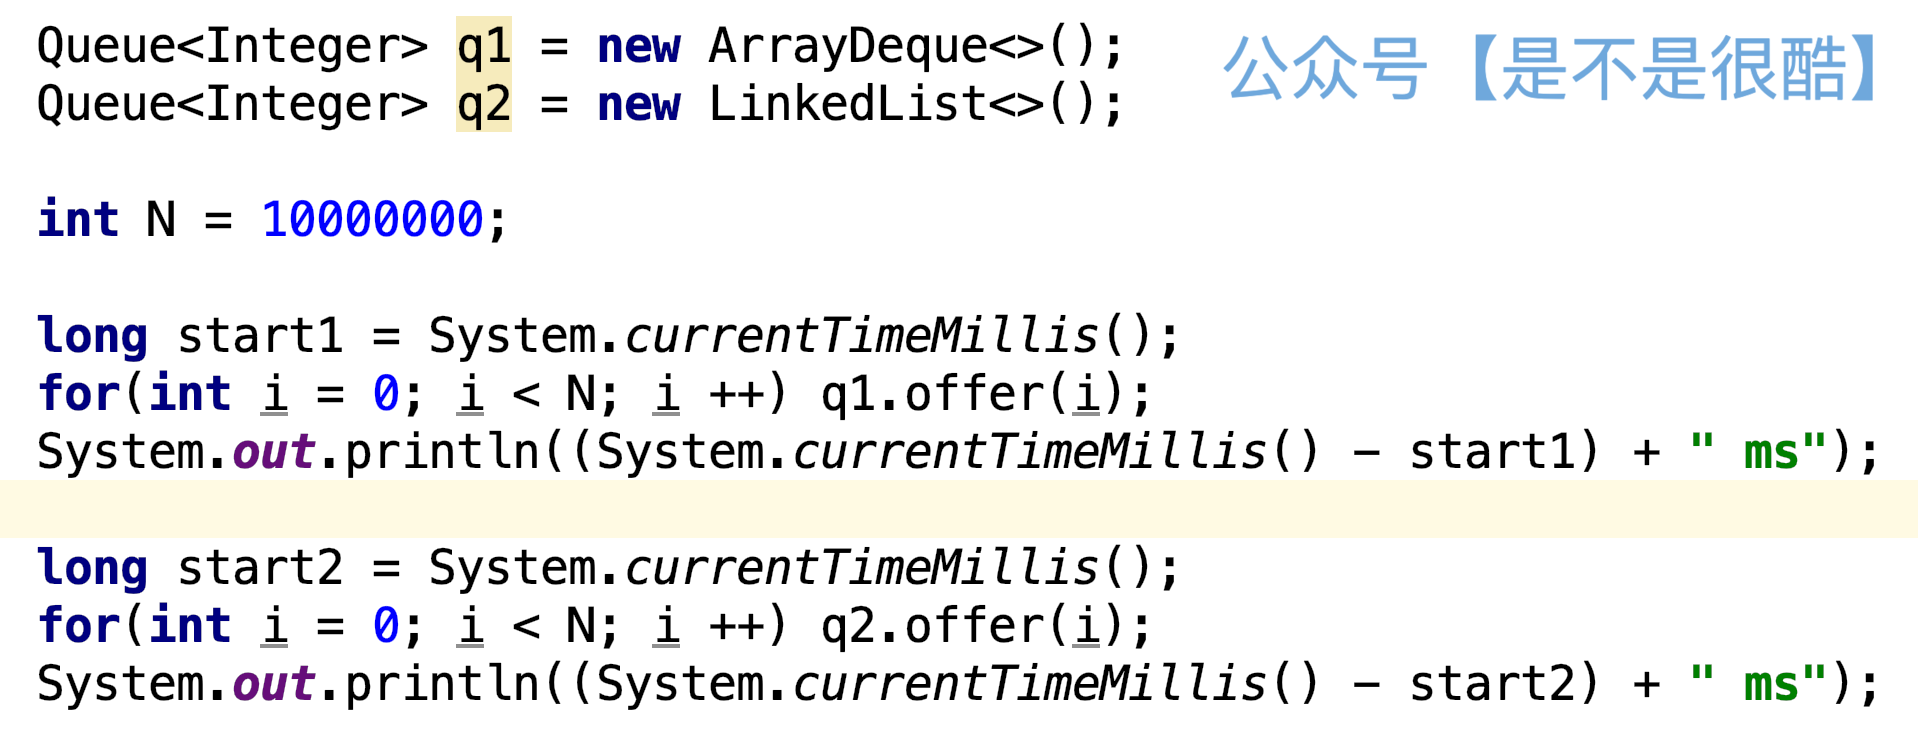 Queue<Integer> q1 = new ArrayDeque<>();
公众号【是不是很酷】
Queue<Integer> q2 = new LinkedList<>();
int N = 10000000;
long start1 = System.currentTimeMillis();
for(int i = 0; i < N; i ++) q1.offer(i);
System.out.println((System.currentTimeMillis() - start1) + " ms");
long start2 = System.currentTimeMillis();
for(int i = 0; i < N; i ++) q2.offer(i);
System.out.println((System.currentTimeMillis() - start2) + " ms");